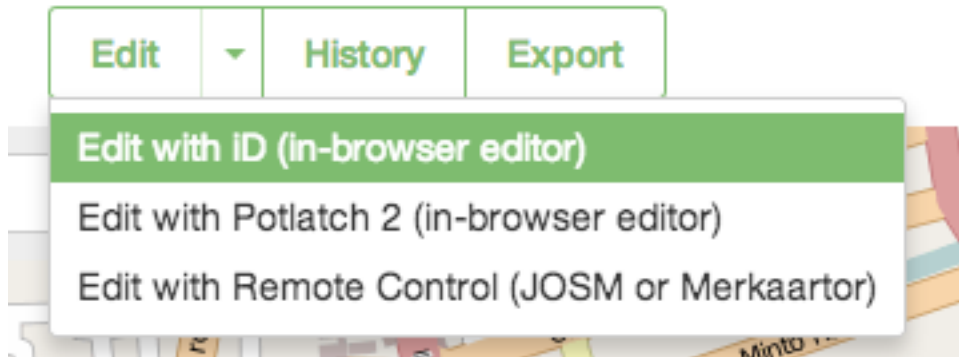 Edit History Export
Edit with iD (in-browser editor)
Edit with Potlatch 2 (in-browser editor)
Edit with Remote Control (JOSM or Merkaartor)
Minto